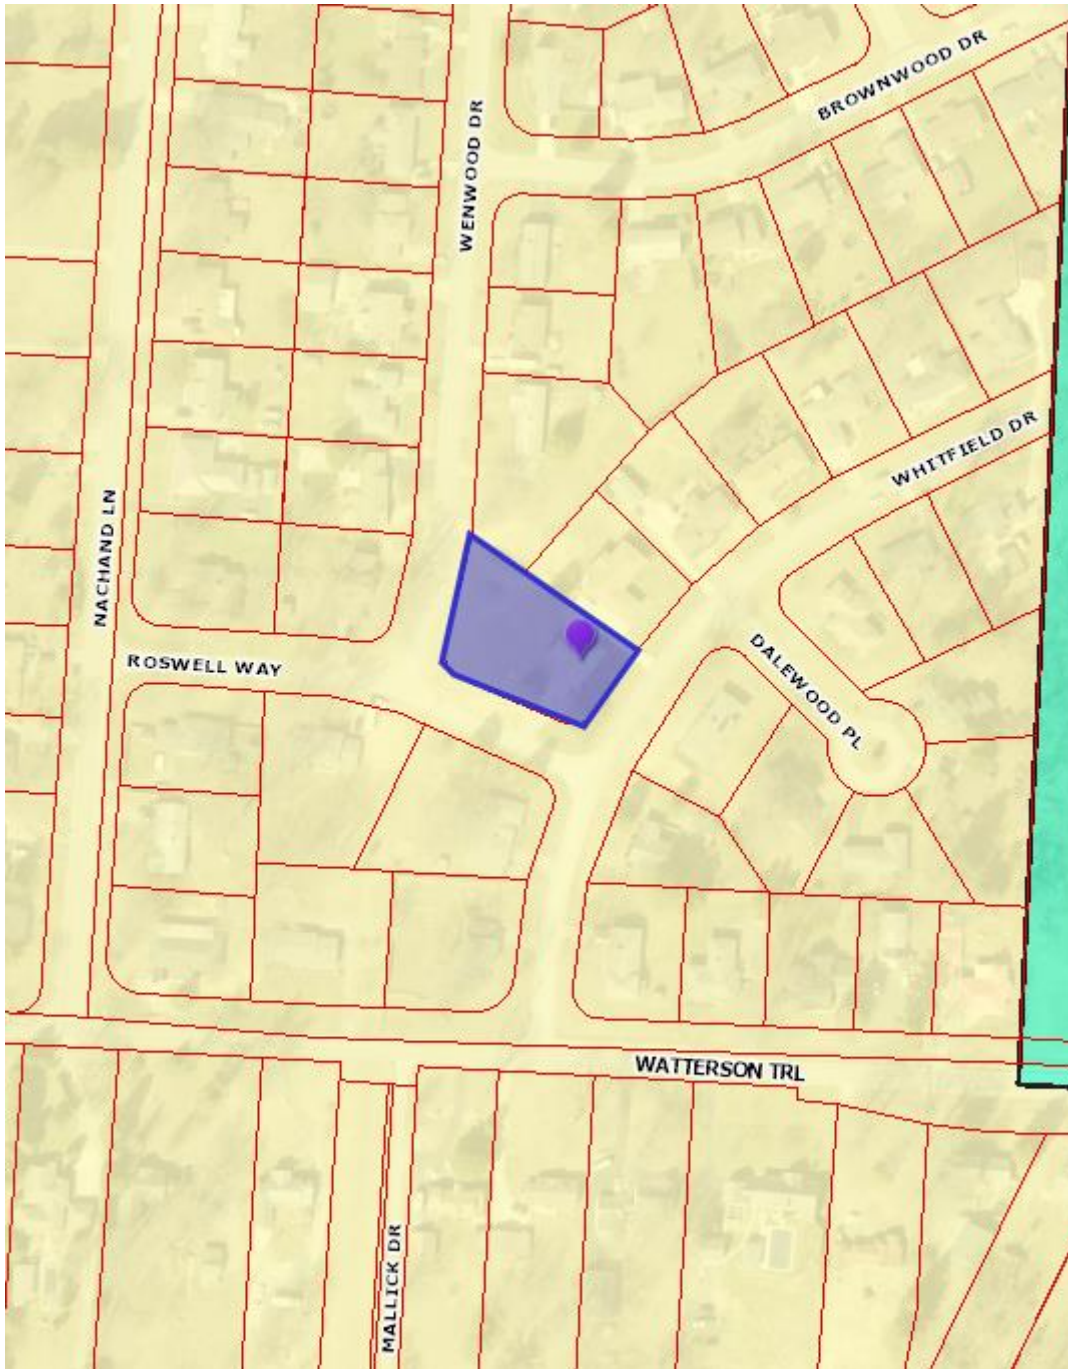 BROWNWOOD DR
WENWOOD DR
WHITFIELD DR
NACHAND LN
ROSWELL WAY
DALEWOOD PL
WATTERSON TRL
MALLICK DR